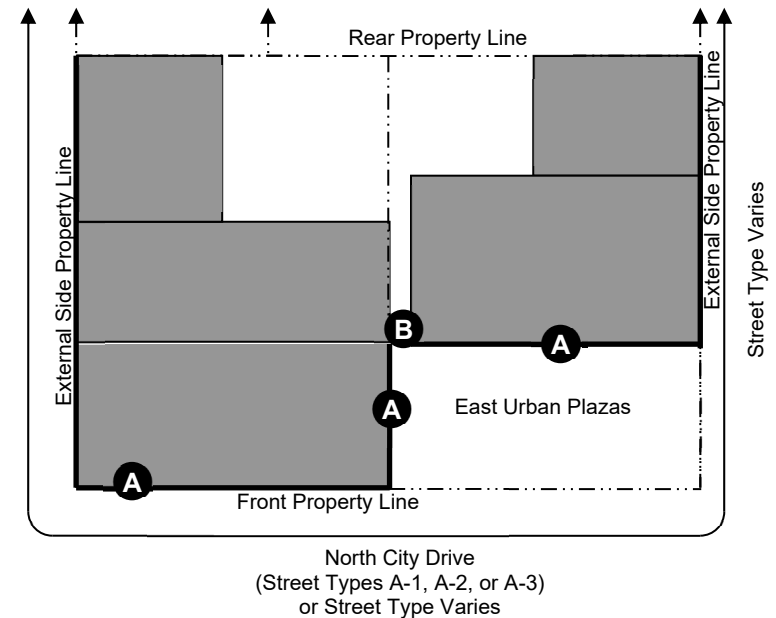 Rear Property Line
External Side Property Line
External Side Property Line
Street Type Varies
B
A
A
East Urban Plazas
A
Front Property Line
North City Drive
(Street Types A-1, A-2, or A-3)
or Street Type Varies